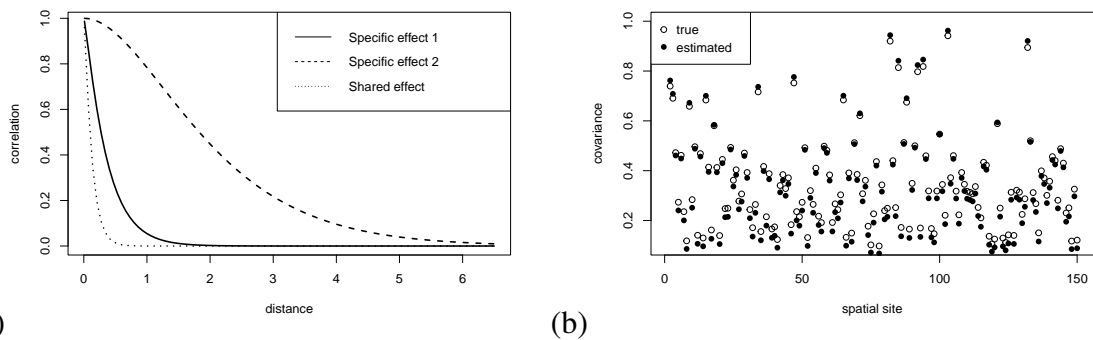 1.0
0.8
0.6
0.4
0.2
0.0
correlation
Specific effect 1
Specific effect 2
Shared effect
0 1 2 3 4 5 6
distance
)
1.0
0.8
0.6
0.4
0.2
covariance
true
estimated
0 50 100 150
spatial site
(b)